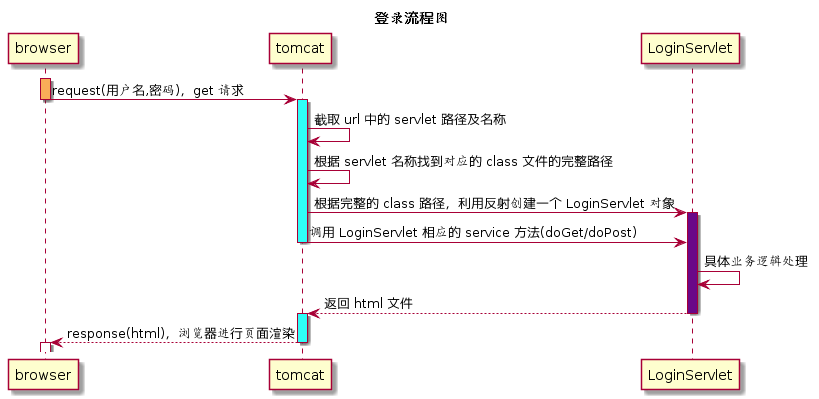 登录流程图
browser
tomcat
LoginServlet
request(用户名,密码)，get 请求
截取 url 中的 servlet 路径及名称
根据 servlet 名称找到对应的 class 文件的完整路径
根据完整的 class 路径，利用反射创建一个 LoginServlet 对象
调用 LoginServlet 相应的 service 方法(doGet/doPost)
具体业务逻辑处理
返回 html 文件
response(html)，浏览器进行页面渲染
browser
tomcat
LoginServlet